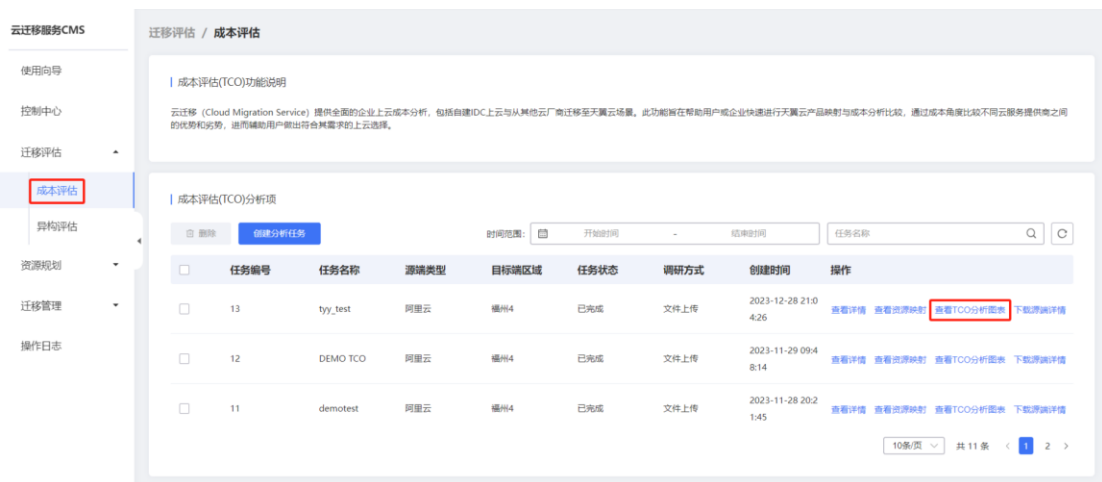 云迁移服务CMS
迁移评估 / 成本评估
使用向导
控制中心
迁移评估
成本评估
异构评估
资源规划
迁移管理
操作日志
成本评估(TCO)功能说明
云迁移（Cloud Migration Service）提供全面的企业上云成本分析，包括自建IDC上云与从其他云厂商迁移至天翼云场景。此功能旨在帮助用户或企业快速进行天翼云产品映射与成本分析比较，通过成本角度比较不同云服务提供商之间
的优势和劣势，进而辅助用户做出符合其需求的上云选择。
成本评估(TCO)分析项
删除 创建分析任务 时间范围: 开始时间 - 结束时间 任务名称
任务编号 任务名称 源端类型 目标端区域 任务状态 调研方式 创建时间 操作
13 tyy_test 阿里云 福州4 已完成 文件上传 2023-12-28 21:0
4:26 查看详情 查看资源映射 查看TCO分析图表 下载源端详情
12 DEMO TCO 阿里云 福州4 已完成 文件上传 2023-11-29 09:4
8:14 查看详情 查看资源映射 查看TCO分析图表 下载源端详情
11 demotest 阿里云 福州4 已完成 文件上传 2023-11-28 20:2
1:45 查看详情 查看资源映射 查看TCO分析图表 下载源端详情
10条/页 共 11 条 < 1 2 >